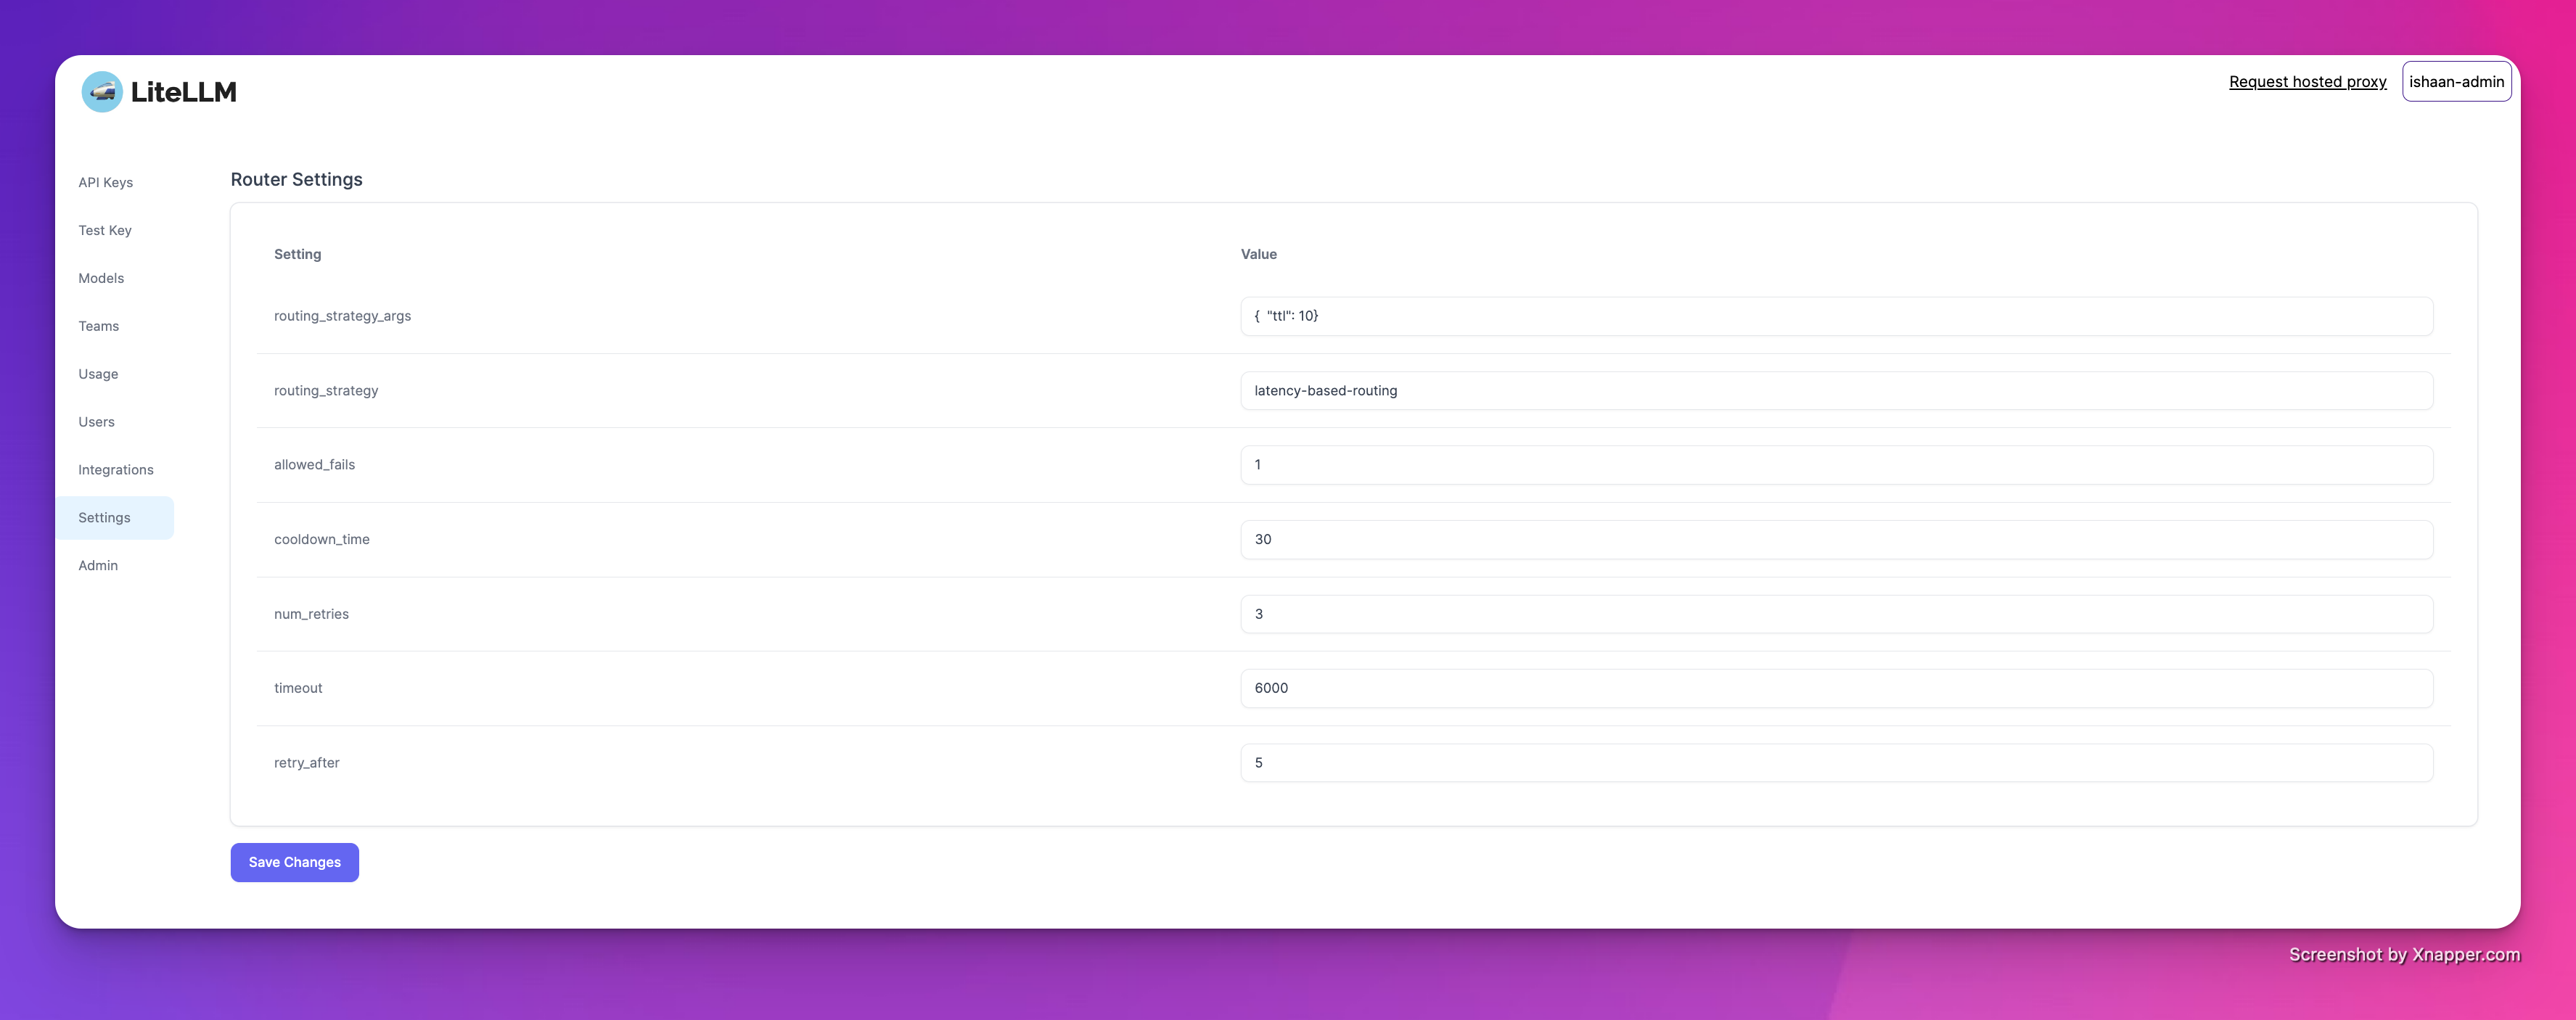 LiteLLM
Request hosted proxy
ishaan-admin
API Keys
Test Key
Models
Teams
Usage
Users
Integrations
Settings
Admin
Router Settings
Setting Value
routing_strategy_args { "ttl": 10}
routing_strategy latency-based-routing
allowed_fails 1
cooldown_time 30
num_retries 3
timeout 6000
retry_after 5
Save Changes
Screenshot by Xnapper.com